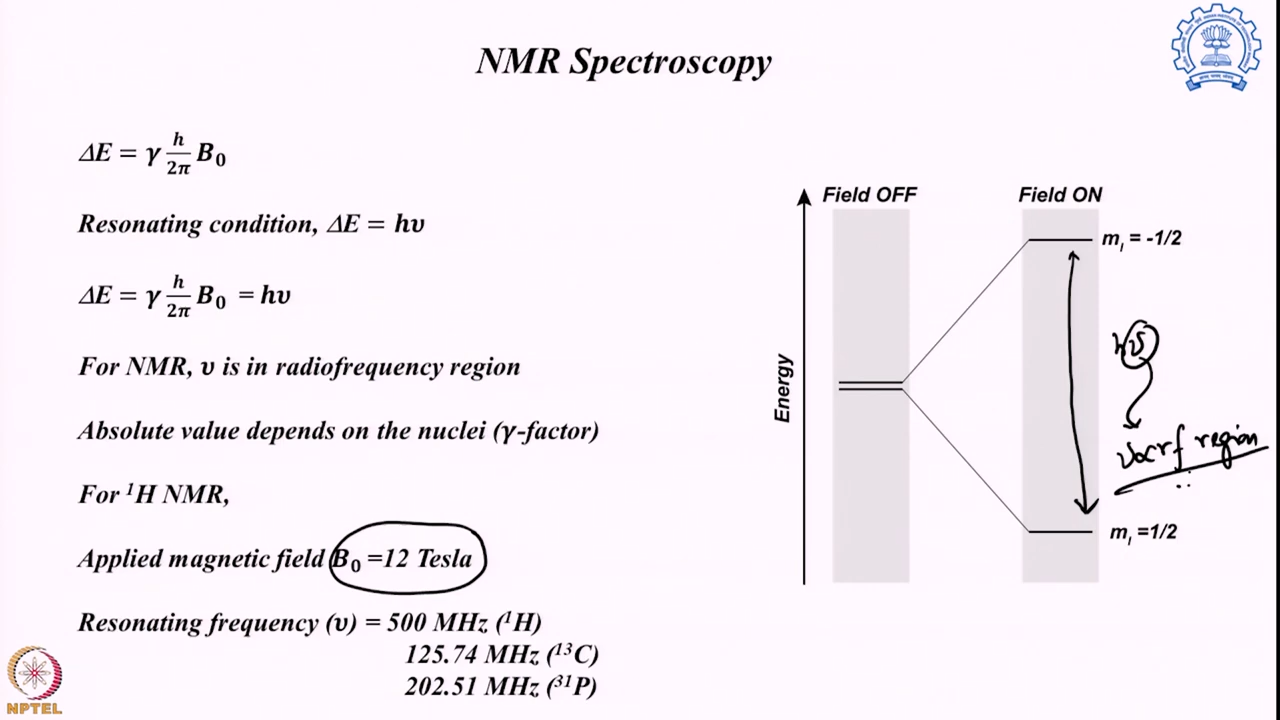 NMR Spectroscopy
ΔE = γ h/2π B₀
Resonating condition, ΔE = hυ
ΔE = γ h/2π B₀ = hυ
For NMR, υ is in radiofrequency region
Absolute value depends on the nuclei (γ-factor)
For ¹H NMR,
Applied magnetic field B₀ =12 Tesla
Resonating frequency (υ) = 500 MHz (¹H)
125.74 MHz (¹³C)
202.51 MHz (³¹P)
Field OFF
Field ON
mI = -1/2
Energy
hυ
rf region
mI =1/2
NPTEL